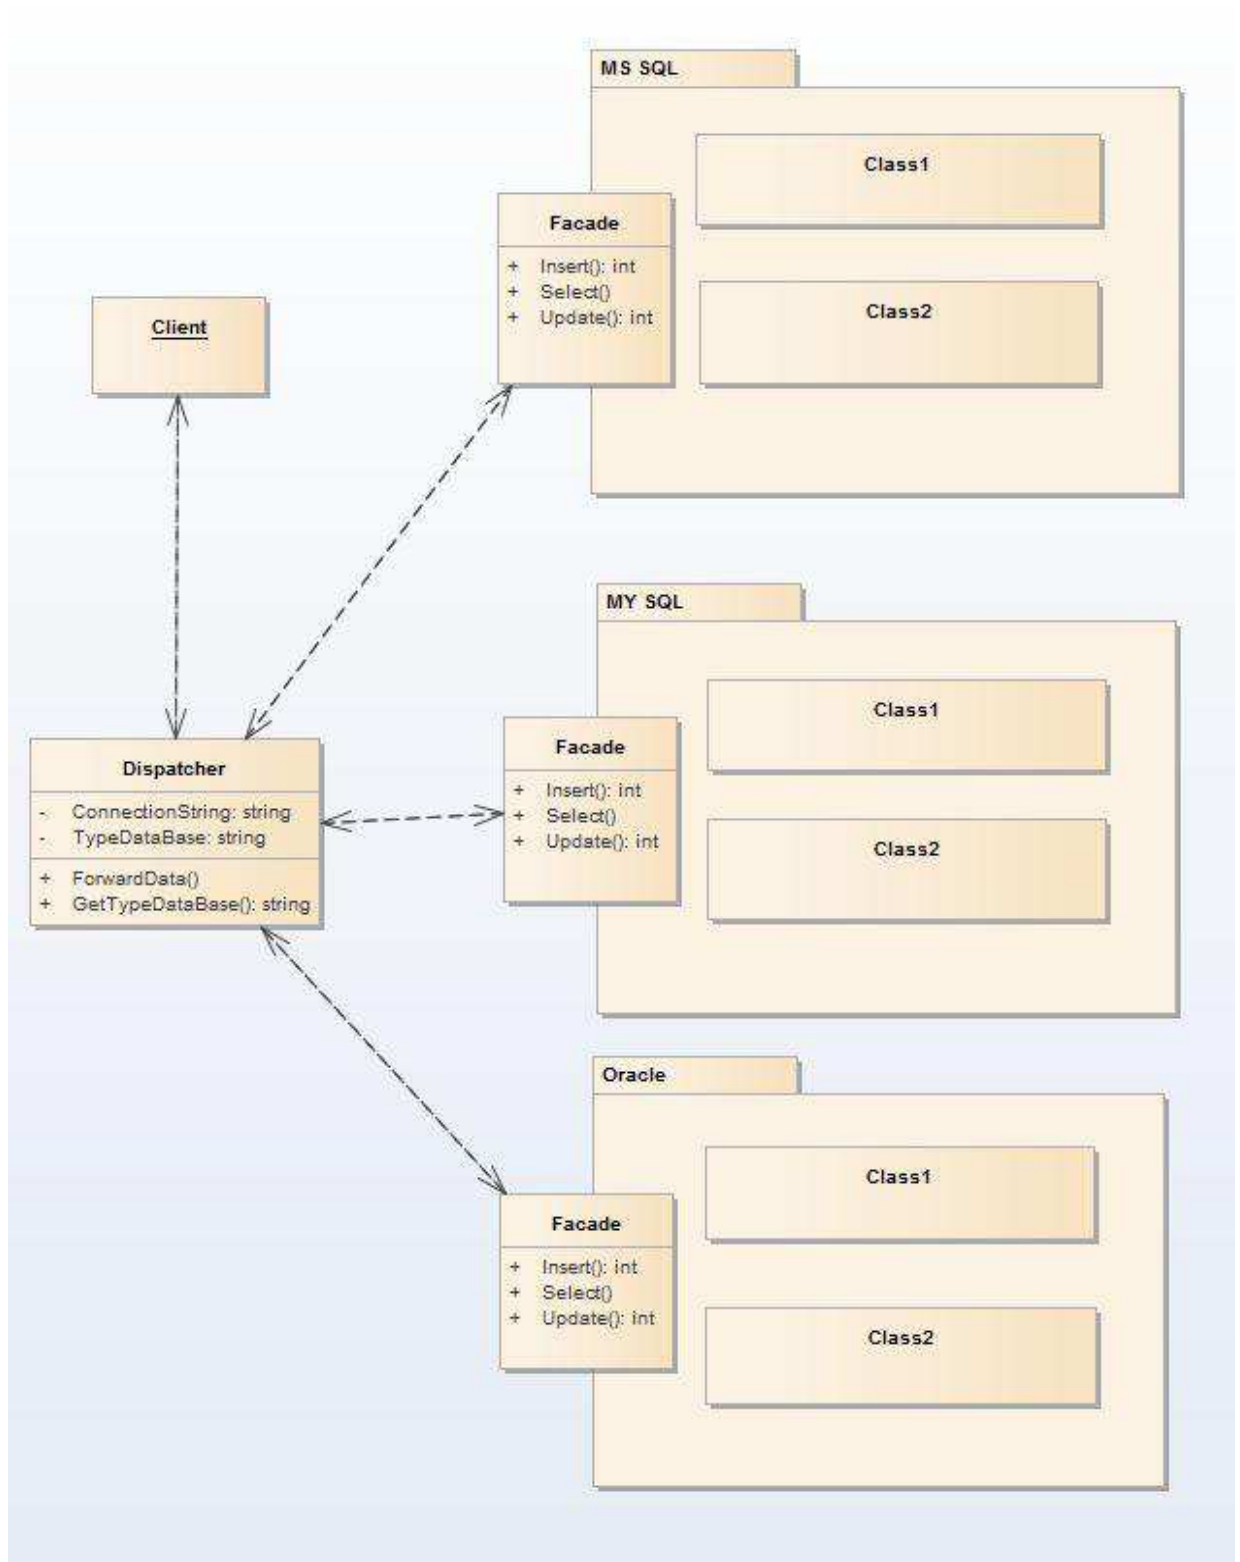 MS SQL
Class1
Facade
+ Insert(): int
+ Select()
+ Update(): int
Class2
Client
MY SQL
Class1
Facade
+ Insert(): int
+ Select()
+ Update(): int
Class2
Dispatcher
- ConnectionString: string
- TypeDataBase: string
+ ForwardData()
+ GetTypeDataBase(): string
Oracle
Class1
Facade
+ Insert(): int
+ Select()
+ Update(): int
Class2